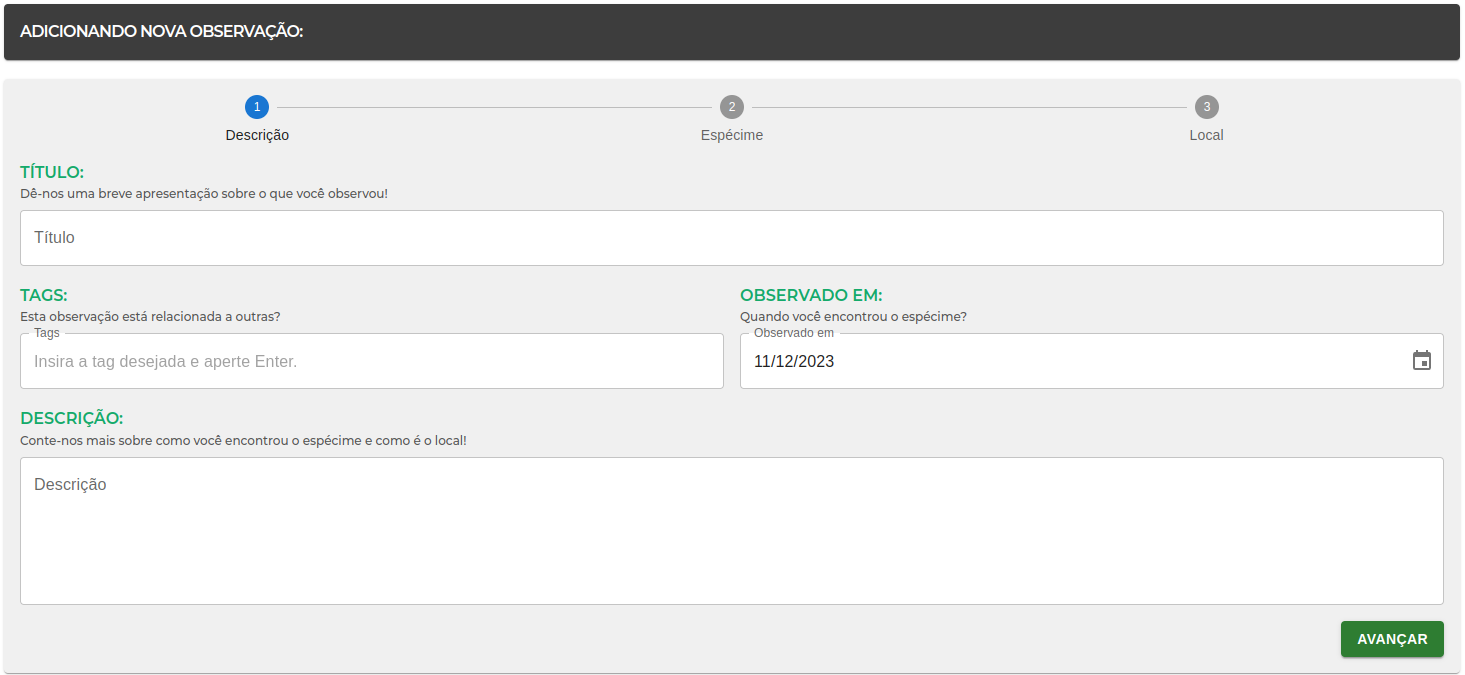 ADICIONANDO NOVA OBSERVAÇÃO:
1 2 3
Descrição Espécime Local
TÍTULO:
Dê-nos uma breve apresentação sobre o que você observou!
Título
TAGS:
Esta observação está relacionada a outras?
Tags
Insira a tag desejada e aperte Enter.
OBSERVADO EM:
Quando você encontrou o espécime?
Observado em
11/12/2023
DESCRIÇÃO:
Conte-nos mais sobre como você encontrou o espécime e como é o local!
Descrição
AVANÇAR